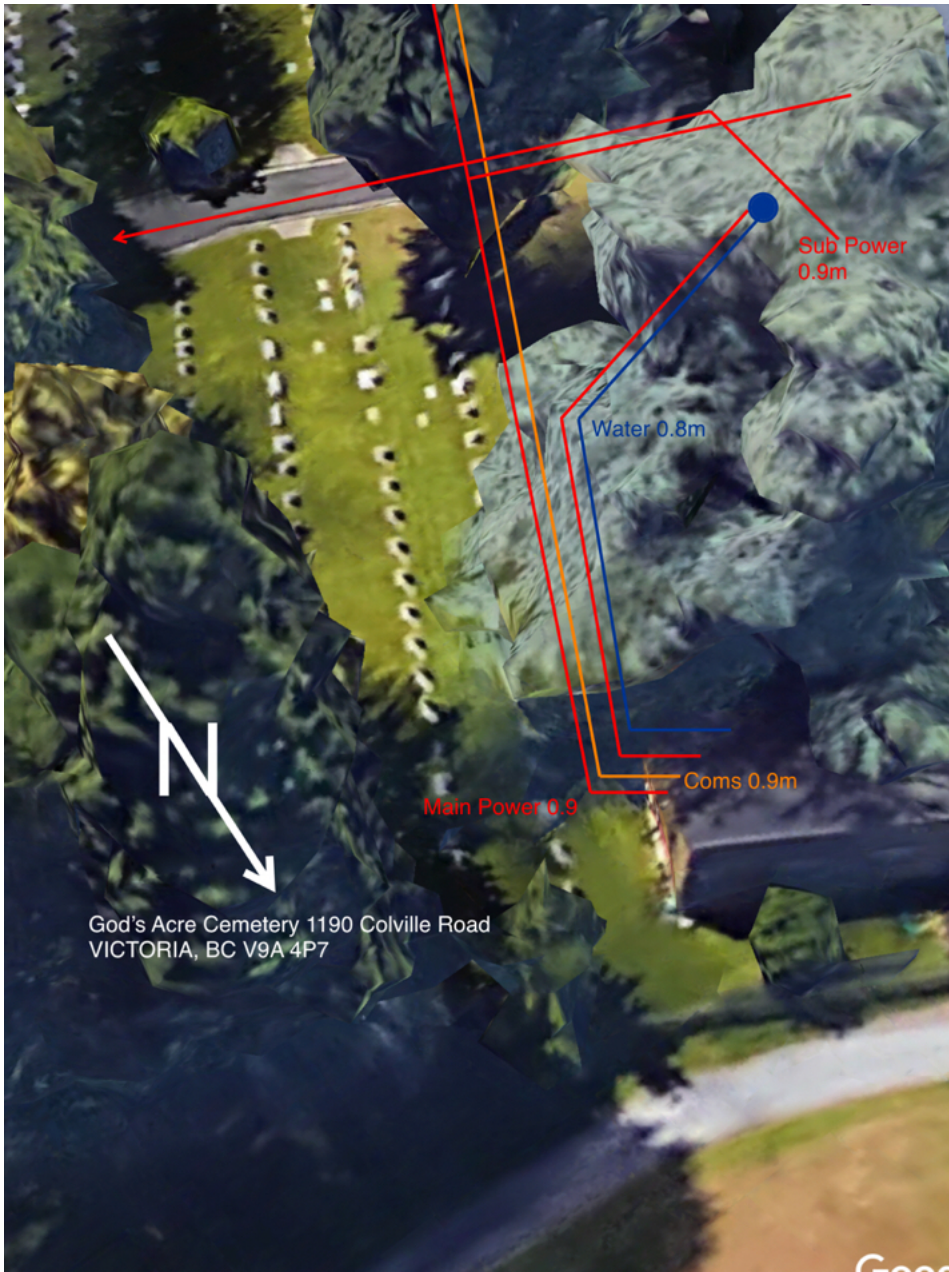 Sub Power
0.9m
Water 0.8m
N
Coms 0.9m
Main Power 0.9
God's Acre Cemetery 1190 Colville Road
VICTORIA, BC V9A 4P7